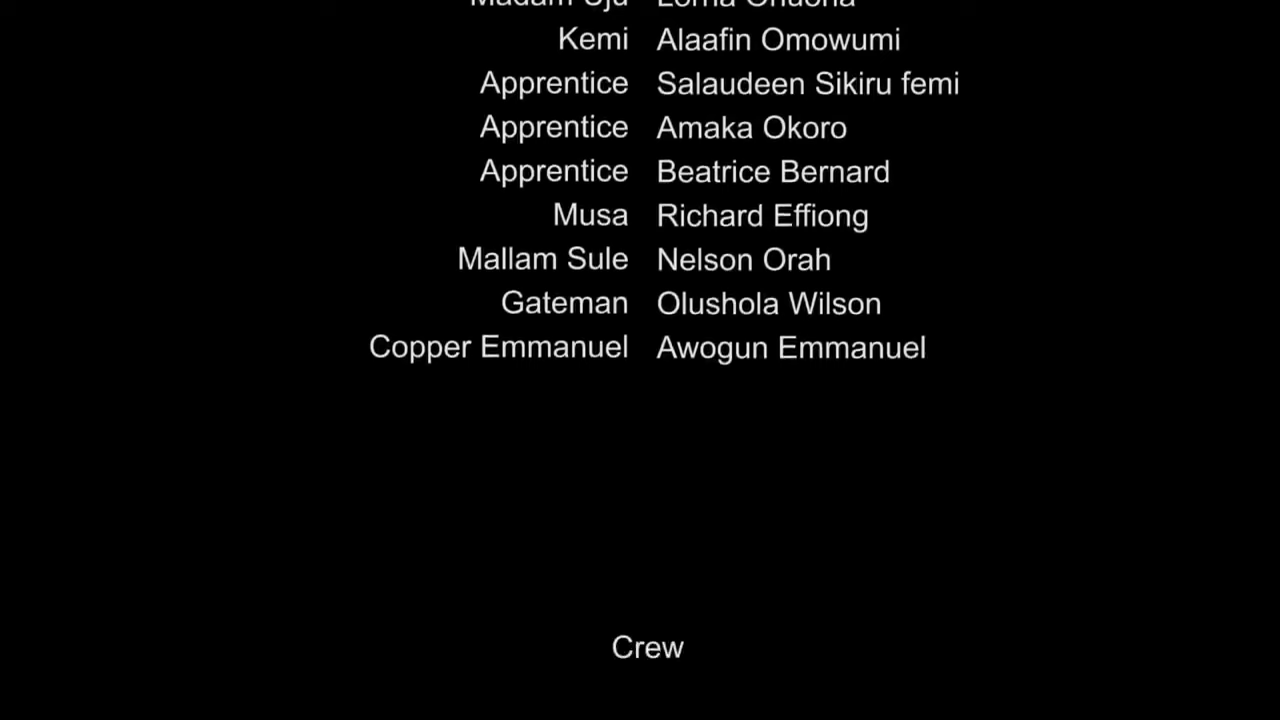 Kemi Alaafin Omowumi
Apprentice Salaudeen Sikiru femi
Apprentice Amaka Okoro
Apprentice Beatrice Bernard
Musa Richard Effiong
Mallam Sule Nelson Orah
Gateman Olushola Wilson
Copper Emmanuel Awogun Emmanuel
Crew